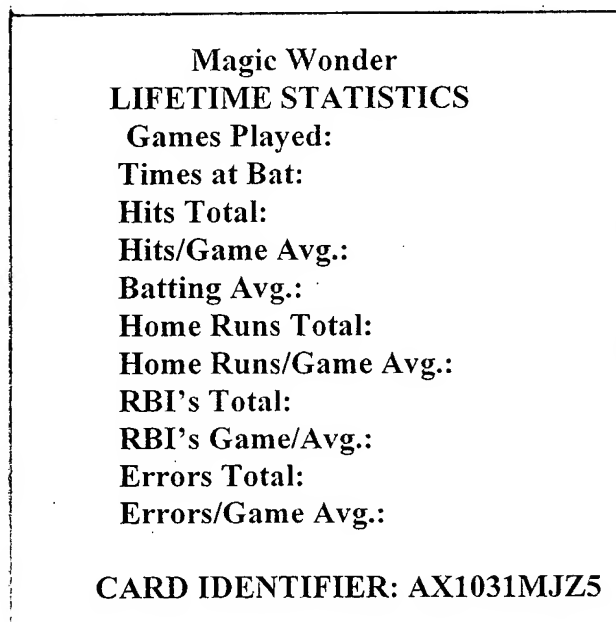 Magic Wonder
LIFETIME STATISTICS
Games Played:
Times at Bat:
Hits Total:
Hits/Game Avg.:
Batting Avg.:
Home Runs Total:
Home Runs/Game Avg.:
RBI's Total:
RBI's Game/Avg.:
Errors Total:
Errors/Game Avg.:
CARD IDENTIFIER: AX1031MJZ5